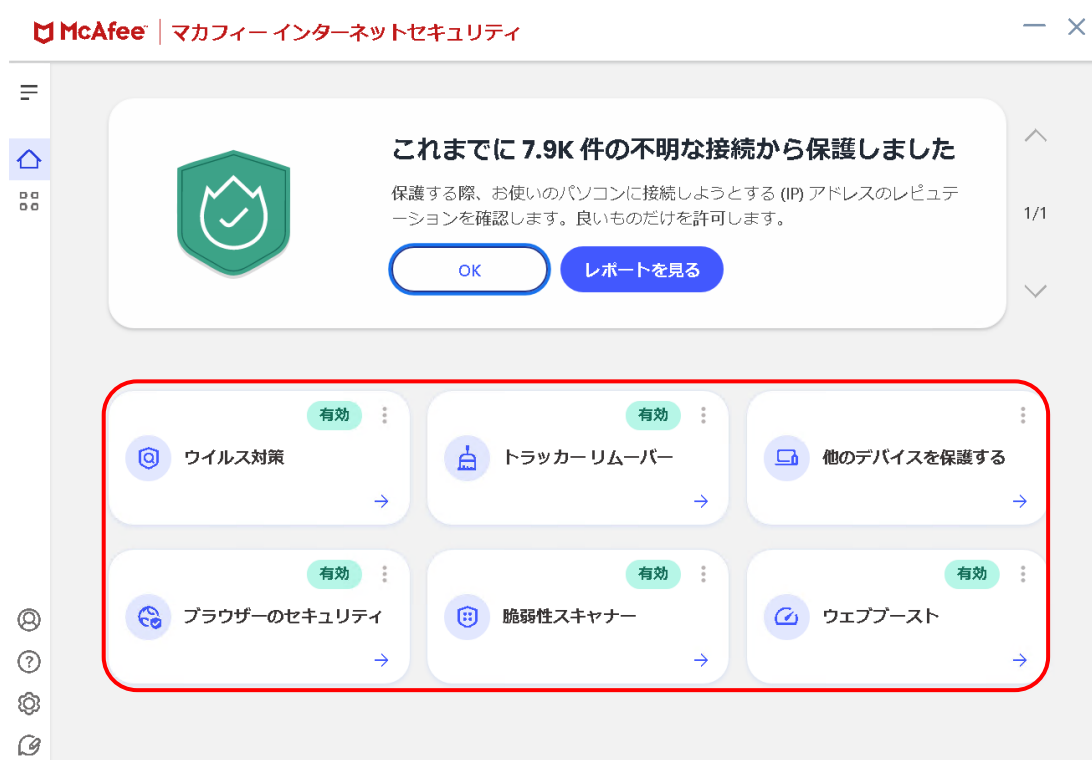 McAfee™ マカフィー インターネットセキュリティ
これまでに 7.9K 件の不明な接続から保護しました
保護する際、お使いのパソコンに接続しようとする (IP) アドレスのレピュテ
ーションを確認します。良いものだけを許可します。
1/1
OK レポートを見る
有効
ウイルス対策
有効
トラッカー リムーバー
他のデバイスを保護する
有効
ブラウザーのセキュリティ
有効
脆弱性スキャナー
有効
ウェブブースト